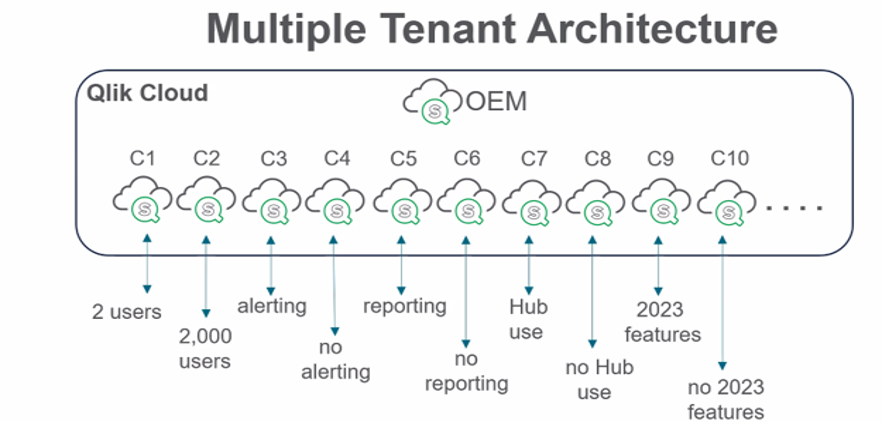 Multiple Tenant Architecture
Qlik Cloud
S OEM
C1 C2 C3 C4 C5 C6 C7 C8 C9 C10
S S S S S S S S S S . . . .
2 users
2,000
users
alerting
no
alerting
reporting
no
reporting
Hub
use
no Hub
use
2023
features
no 2023
features